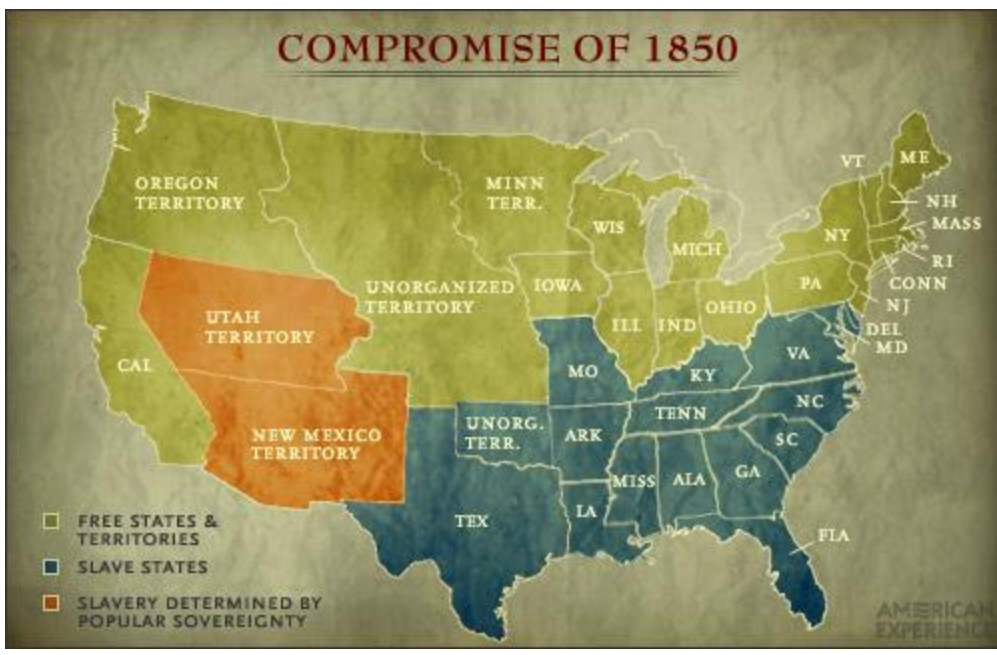 COMPROMISE OF 1850
VT
ME
OREGON
TERRITORY
MINN
TERR.
NH
MASS
WIS
NY
MICH
RI
UNORGANIZED
TERRITORY
IOWA
PA
CONN
OHIO
NJ
UTAH
TERRITORY
ILL
IND
DEL
MD
VA
CAL
MO
KY
NC
TENN
UNORG.
TERR.
NEW MEXICO
TERRITORY
ARK
SC
MISS
ALA
GA
TEX
LA
FLA
FREE STATES &
TERRITORIES
SLAVE STATES
SLAVERY DETERMINED BY
POPULAR SOVEREIGNTY
AMERICAN
EXPERIENCE